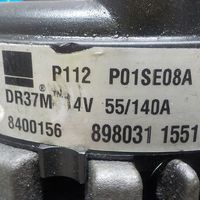 P112 P01SE08A
®
DR37M 14V 55/140A
8400156 898031 1551